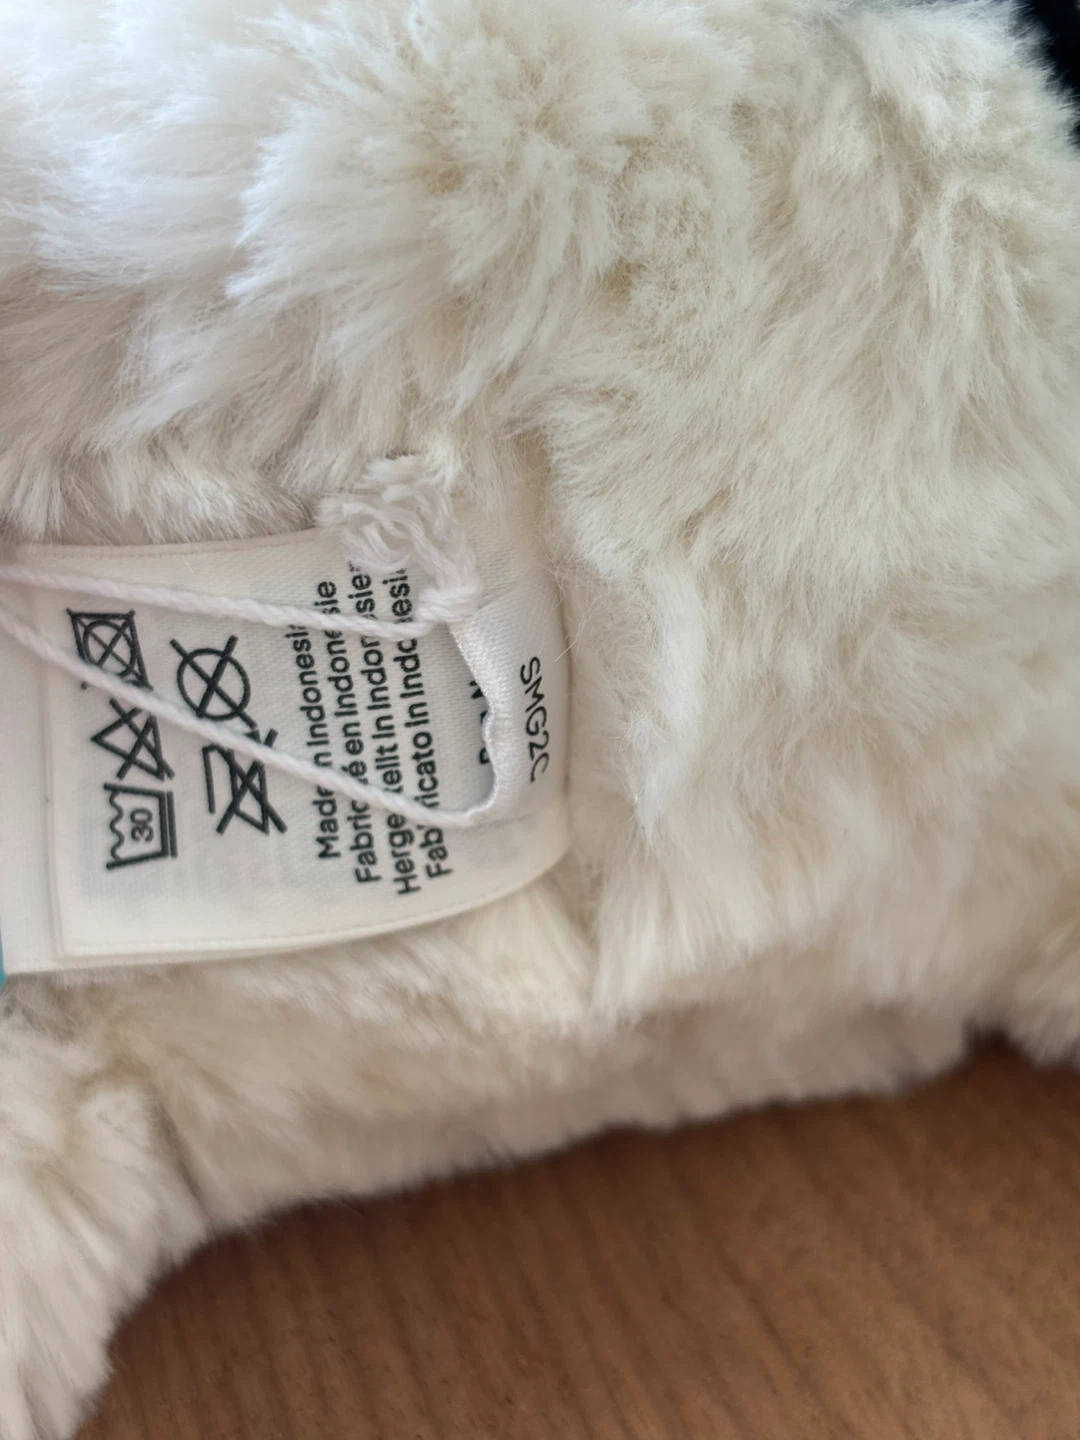 30
Made in Indonesia
Fabriqué en Indonésie
Hergestellt In Indonesien
Fabbricato In Indonesia
SMG2C